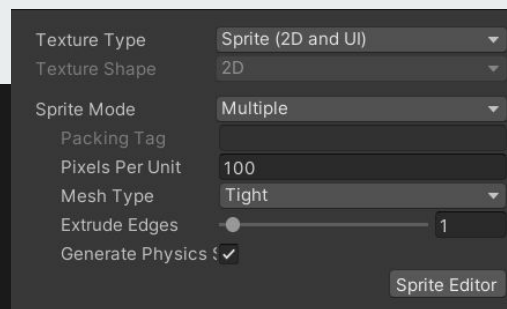 Texture Type Sprite (2D and UI)
Texture Shape 2D
Sprite Mode Multiple
Packing Tag
Pixels Per Unit 100
Mesh Type Tight
Extrude Edges 1
Generate Physics S
Sprite Editor